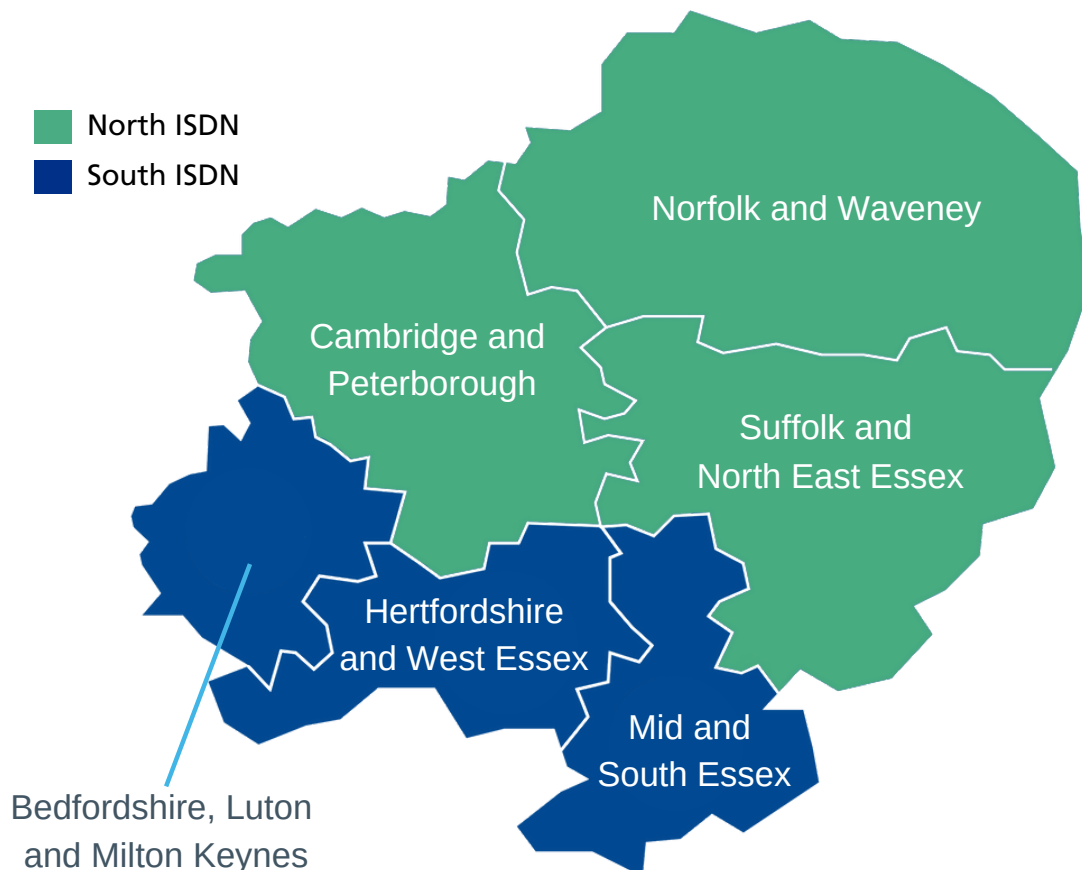 North ISDN
South ISDN
Norfolk and Waveney
Cambridge and
Peterborough
Suffolk and
North East Essex
Hertfordshire
and West Essex
Mid and
South Essex
Bedfordshire, Luton
and Milton Keynes